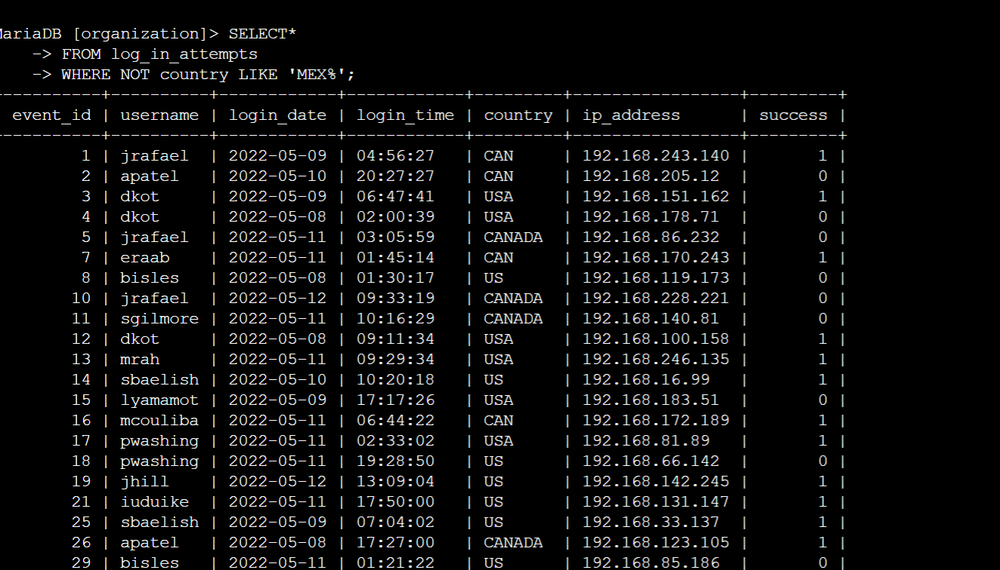 MariaDB [organization]> SELECT*
    -> FROM log_in_attempts
    -> WHERE NOT country LIKE 'MEX%';
-----------+----------+------------+------------+---------+-----------------+---------+
 event_id | username | login_date | login_time | country | ip_address      | success |
-----------+----------+------------+------------+---------+-----------------+---------+
        1 | jrafael  | 2022-05-09 | 04:56:27   | CAN     | 192.168.243.140 |       1 |
        2 | apatel   | 2022-05-10 | 20:27:27   | CAN     | 192.168.205.12  |       0 |
        3 | dkot     | 2022-05-09 | 06:47:41   | USA     | 192.168.151.162 |       1 |
        4 | dkot     | 2022-05-08 | 02:00:39   | USA     | 192.168.178.71  |       0 |
        5 | jrafael  | 2022-05-11 | 03:05:59   | CANADA  | 192.168.86.232  |       0 |
        7 | eraab    | 2022-05-11 | 01:45:14   | CAN     | 192.168.170.243 |       1 |
        8 | bisles   | 2022-05-08 | 01:30:17   | US      | 192.168.119.173 |       0 |
       10 | jrafael  | 2022-05-12 | 09:33:19   | CANADA  | 192.168.228.221 |       0 |
       11 | sgilmore | 2022-05-11 | 10:16:29   | CANADA  | 192.168.140.81  |       0 |
       12 | dkot     | 2022-05-08 | 09:11:34   | USA     | 192.168.100.158 |       1 |
       13 | mrah     | 2022-05-11 | 09:29:34   | USA     | 192.168.246.135 |       1 |
       14 | sbaelish | 2022-05-10 | 10:20:18   | US      | 192.168.16.99   |       1 |
       15 | lyamamot | 2022-05-09 | 17:17:26   | USA     | 192.168.183.51  |       0 |
       16 | mcouliba | 2022-05-11 | 06:44:22   | CAN     | 192.168.172.189 |       1 |
       17 | pwashing | 2022-05-11 | 02:33:02   | USA     | 192.168.81.89   |       1 |
       18 | pwashing | 2022-05-11 | 19:28:50   | US      | 192.168.66.142  |       0 |
       19 | jhill    | 2022-05-12 | 13:09:04   | US      | 192.168.142.245 |       1 |
       21 | iuduike  | 2022-05-11 | 17:50:00   | US      | 192.168.131.147 |       1 |
       25 | sbaelish | 2022-05-09 | 07:04:02   | US      | 192.168.33.137  |       1 |
       26 | apatel   | 2022-05-08 | 17:27:00   | CANADA  | 192.168.123.105 |       1 |
       29 | bisles   | 2022-05-11 | 01:21:22   | US      | 192.168.85.186  |       0 |